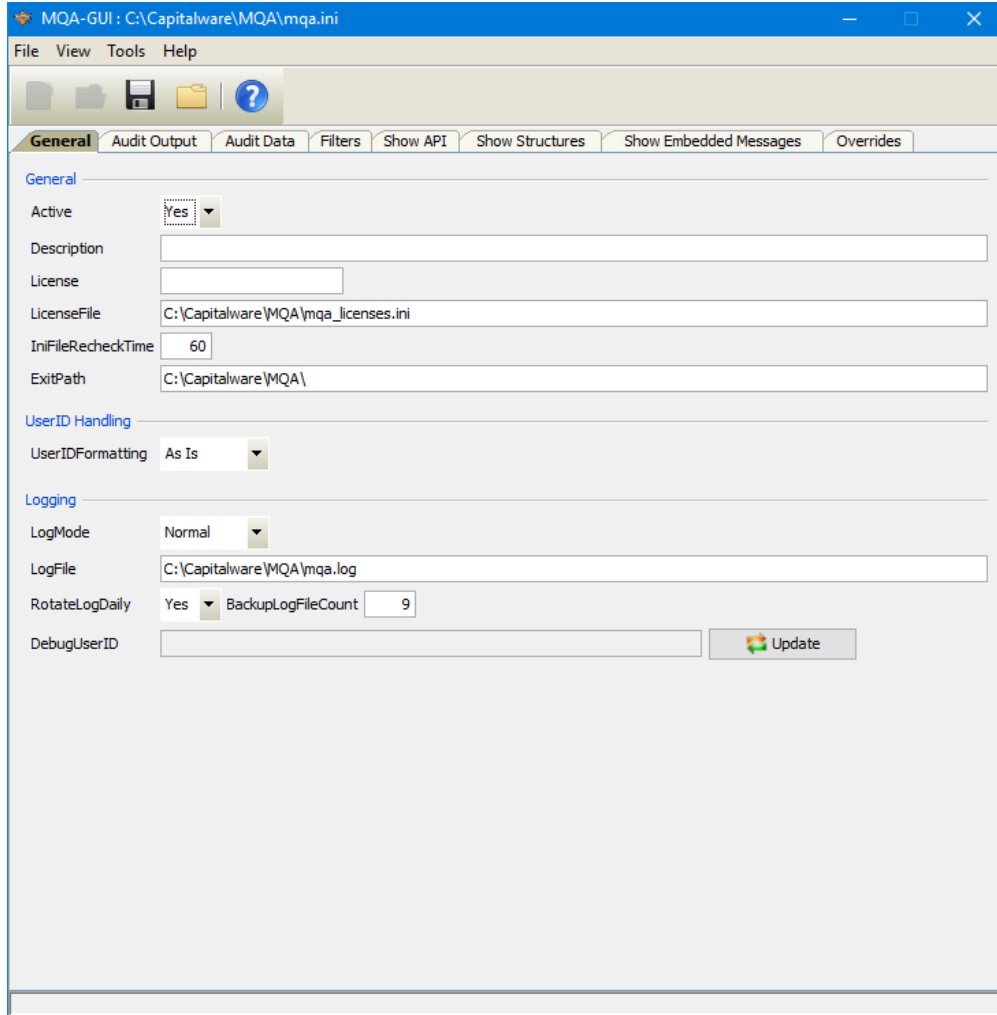 MQA-GUI : C:\Capitalware\MQA\mqa.ini
File View Tools Help
General Audit Output Audit Data Filters Show API Show Structures Show Embedded Messages Overrides
General
Active Yes
Description
License
LicenseFile C:\Capitalware\MQA\mqa_licenses.ini
IniFileRecheckTime 60
ExitPath C:\Capitalware\MQA\
UserID Handling
UserIDFormatting As Is
Logging
LogMode Normal
LogFile C:\Capitalware\MQA\mqa.log
RotateLogDaily Yes BackupLogFileCount 9
DebugUserID Update